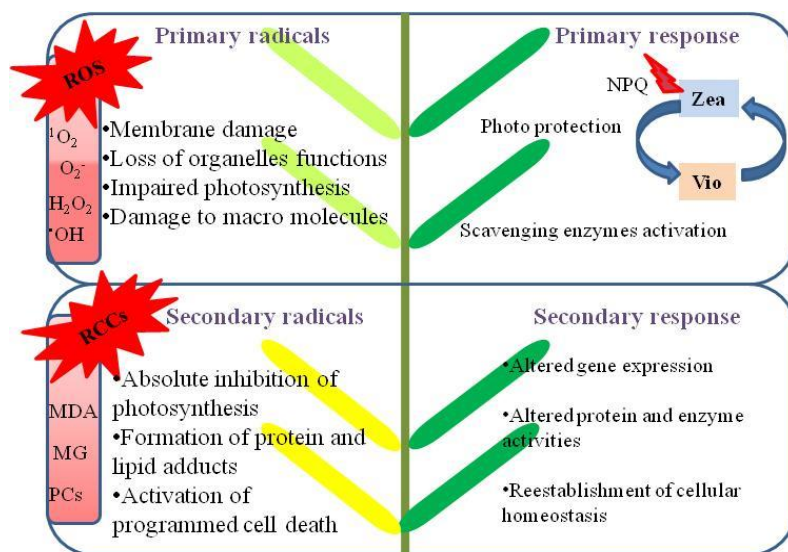 Primary radicals
ROS
¹O₂
O₂⁻
H₂O₂
•OH
•Membrane damage
•Loss of organelles functions
•Impaired photosynthesis
•Damage to macro molecules
Primary response
NPQ
Zea
Photo protection
Vio
Scavenging enzymes activation
Secondary radicals
RCCs
MDA
MG
PCs
•Absolute inhibition of
photosynthesis
•Formation of protein and
lipid adducts
•Activation of
programmed cell death
Secondary response
•Altered gene expression
•Altered protein and enzyme
activities
•Reestablishment of cellular
homeostasis